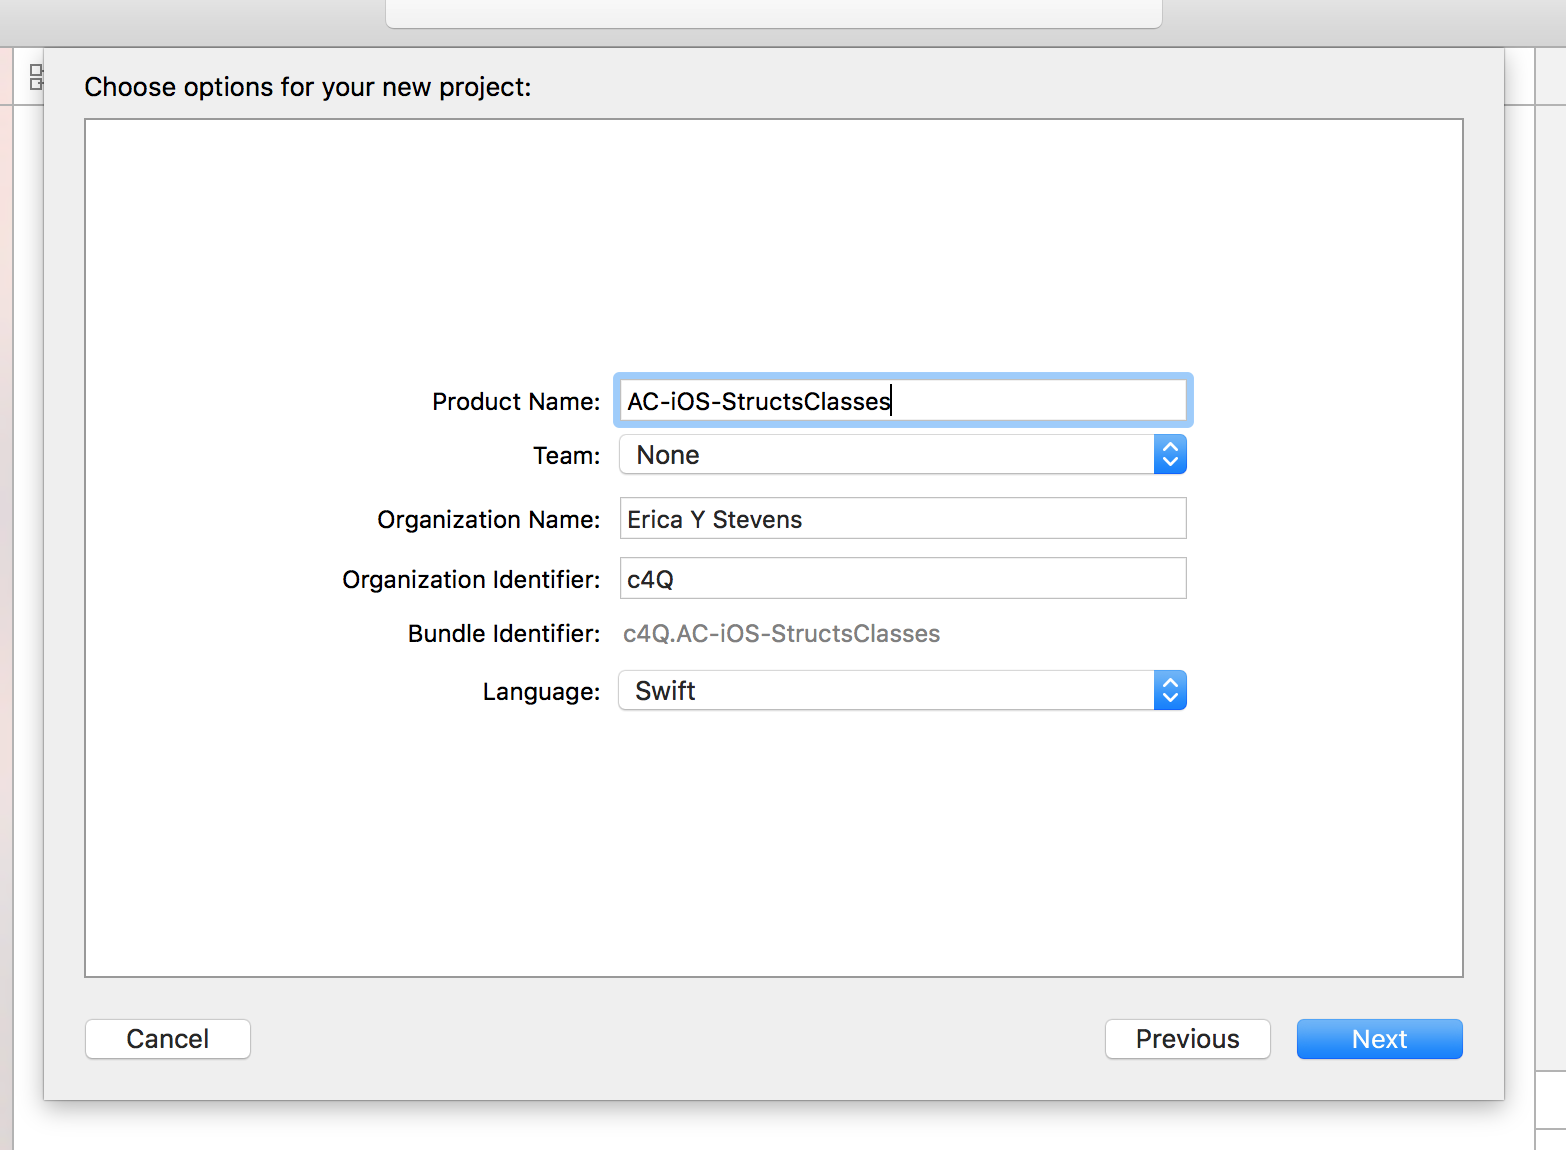 Choose options for your new project:
Product Name: AC-iOS-StructsClasses
Team: None
Organization Name: Erica Y Stevens
Organization Identifier: c4Q
Bundle Identifier: c4Q.AC-iOS-StructsClasses
Language: Swift
Cancel Previous Next